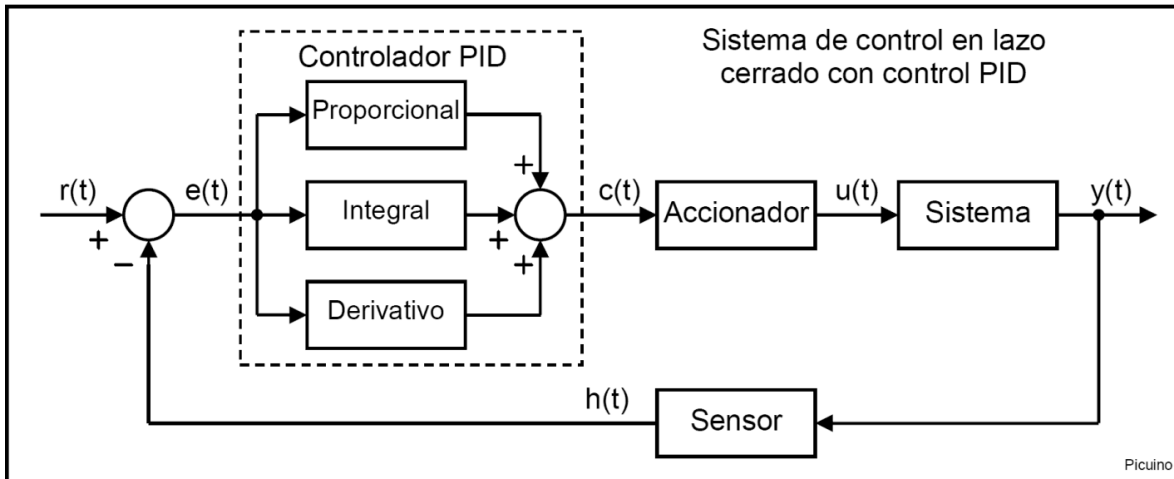 Sistema de control en lazo
cerrado con control PID
Controlador PID
Proporcional
+
r(t)
e(t)
Integral
c(t)
Accionador
u(t)
Sistema
y(t)
+
+
−
+
Derivativo
h(t)
Sensor
Picuino